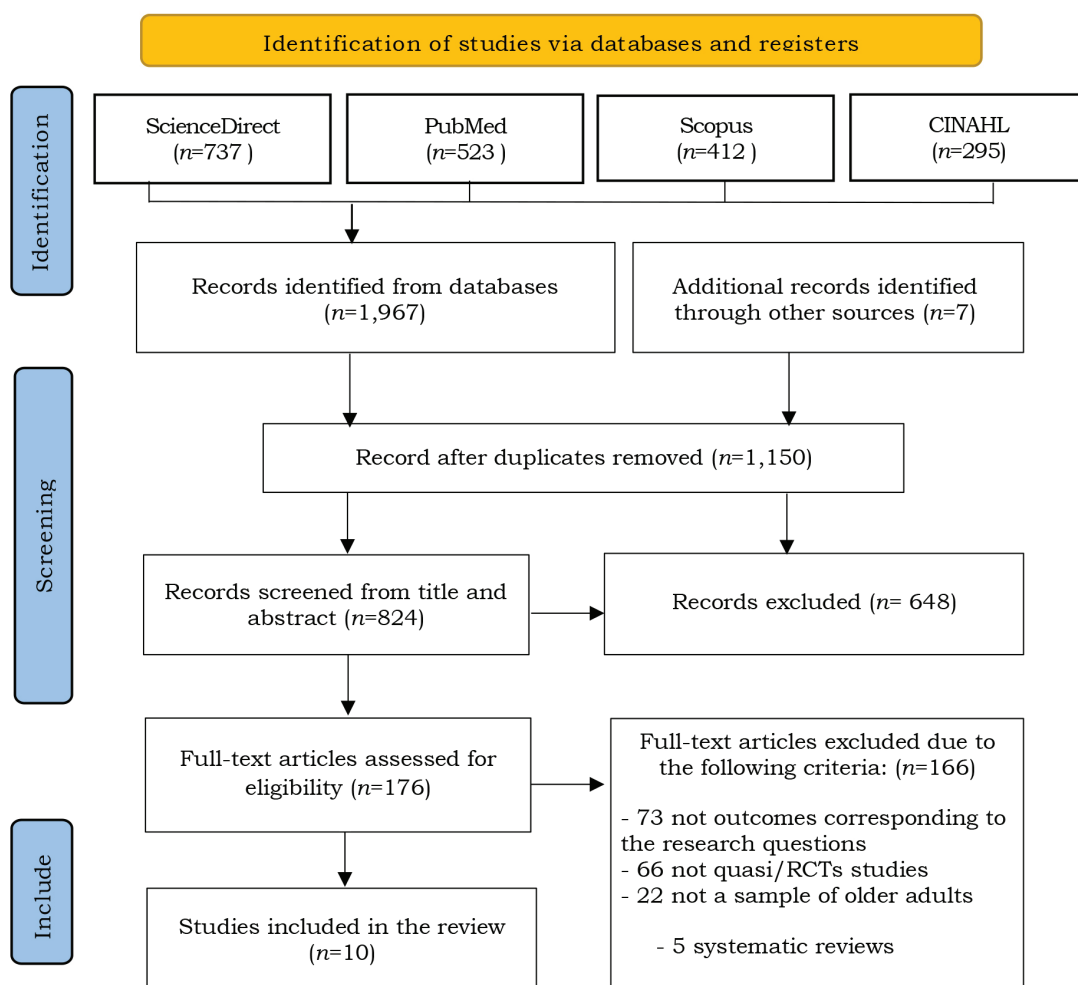 Identification of studies via databases and registers
Identification
ScienceDirect
(n=737 )
PubMed
(n=523 )
Scopus
(n=412 )
CINAHL
(n=295)
Records identified from databases
(n=1,967)
Additional records identified
through other sources (n=7)
Screening
Record after duplicates removed (n=1,150)
Records screened from title and
abstract (n=824)
Records excluded (n= 648)
Full-text articles assessed for
eligibility (n=176)
Full-text articles excluded due to
the following criteria: (n=166)
- 73 not outcomes corresponding to
the research questions
- 66 not quasi/RCTs studies
- 22 not a sample of older adults
- 5 systematic reviews
Include
Studies included in the review
(n=10)